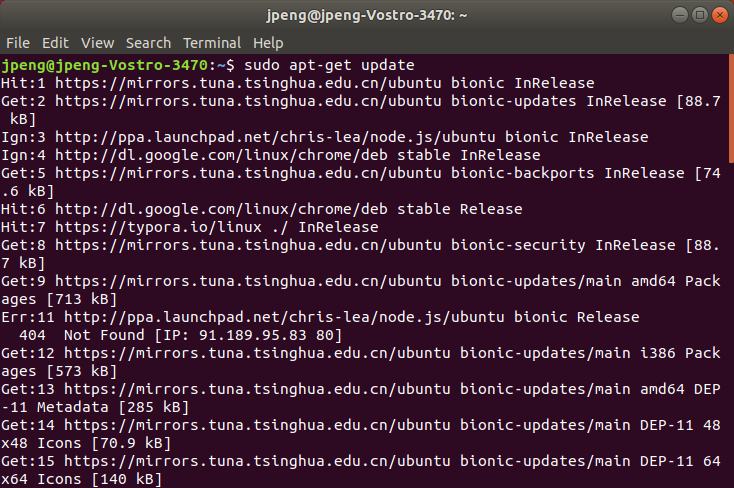 jpeng@jpeng-Vostro-3470: ~
File Edit View Search Terminal Help
jpeng@jpeng-Vostro-3470:~$ sudo apt-get update
Hit:1 https://mirrors.tuna.tsinghua.edu.cn/ubuntu bionic InRelease
Get:2 https://mirrors.tuna.tsinghua.edu.cn/ubuntu bionic-updates InRelease [88.7
 kB]
Ign:3 http://ppa.launchpad.net/chris-lea/node.js/ubuntu bionic InRelease
Ign:4 http://dl.google.com/linux/chrome/deb stable InRelease
Get:5 https://mirrors.tuna.tsinghua.edu.cn/ubuntu bionic-backports InRelease [74
.6 kB]
Hit:6 http://dl.google.com/linux/chrome/deb stable Release
Hit:7 https://typora.io/linux ./ InRelease
Get:8 https://mirrors.tuna.tsinghua.edu.cn/ubuntu bionic-security InRelease [88.
7 kB]
Get:9 https://mirrors.tuna.tsinghua.edu.cn/ubuntu bionic-updates/main amd64 Pack
ages [713 kB]
Err:11 http://ppa.launchpad.net/chris-lea/node.js/ubuntu bionic Release
  404  Not Found [IP: 91.189.95.83 80]
Get:12 https://mirrors.tuna.tsinghua.edu.cn/ubuntu bionic-updates/main i386 Pack
ages [573 kB]
Get:13 https://mirrors.tuna.tsinghua.edu.cn/ubuntu bionic-updates/main amd64 DEP
-11 Metadata [285 kB]
Get:14 https://mirrors.tuna.tsinghua.edu.cn/ubuntu bionic-updates/main DEP-11 48
x48 Icons [70.9 kB]
Get:15 https://mirrors.tuna.tsinghua.edu.cn/ubuntu bionic-updates/main DEP-11 64
x64 Icons [140 kB]